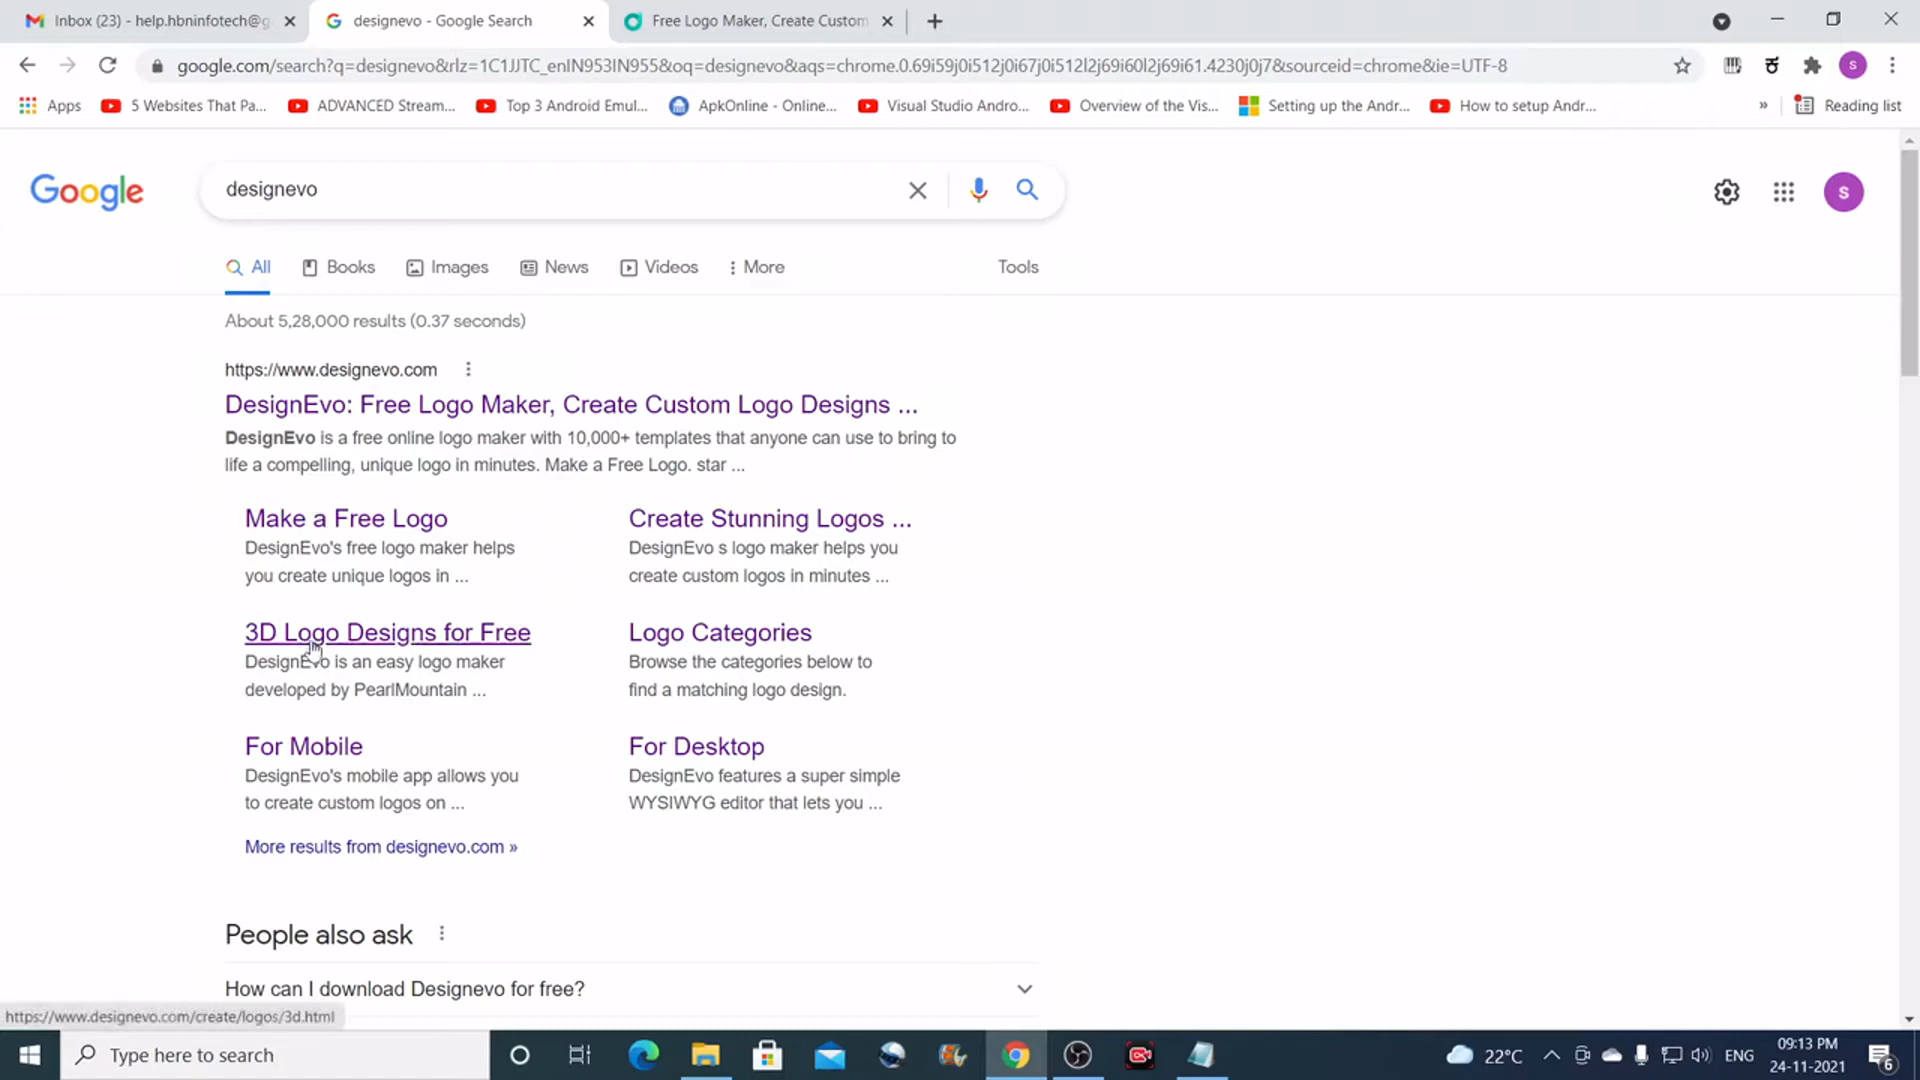 Inbox (23) - help.hbninfotech@g
designevo - Google Search
Free Logo Maker, Create Custom
google.com/search?q=designevo&rlz=1C1JJTC_enIN953IN955&oq=designevo&aqs=chrome.0.69i59j0i512j0i67j0i512l2j69i60l2j69i61.4230j0j7&sourceid=chrome&ie=UTF-8
S
Apps
5 Websites That Pa...
ADVANCED Stream...
Top 3 Android Emul...
ApkOnline - Online...
Visual Studio Andro...
Overview of the Vis...
Setting up the Andr...
How to setup Andr...
»
Reading list
Google
designevo
S
All
Books
Images
News
Videos
More
Tools
About 5,28,000 results (0.37 seconds)
https://www.designevo.com
DesignEvo: Free Logo Maker, Create Custom Logo Designs ...
DesignEvo is a free online logo maker with 10,000+ templates that anyone can use to bring to
life a compelling, unique logo in minutes. Make a Free Logo. star ...
Make a Free Logo
DesignEvo's free logo maker helps
you create unique logos in ...
Create Stunning Logos ...
DesignEvo s logo maker helps you
create custom logos in minutes ...
3D Logo Designs for Free
DesignEvo is an easy logo maker
developed by PearlMountain ...
Logo Categories
Browse the categories below to
find a matching logo design.
For Mobile
DesignEvo's mobile app allows you
to create custom logos on ...
For Desktop
DesignEvo features a super simple
WYSIWYG editor that lets you ...
More results from designevo.com »
People also ask
How can I download Designevo for free?
https://www.designevo.com/create/logos/3d.html
Type here to search
22°C
ENG
09:13 PM
24-11-2021
6